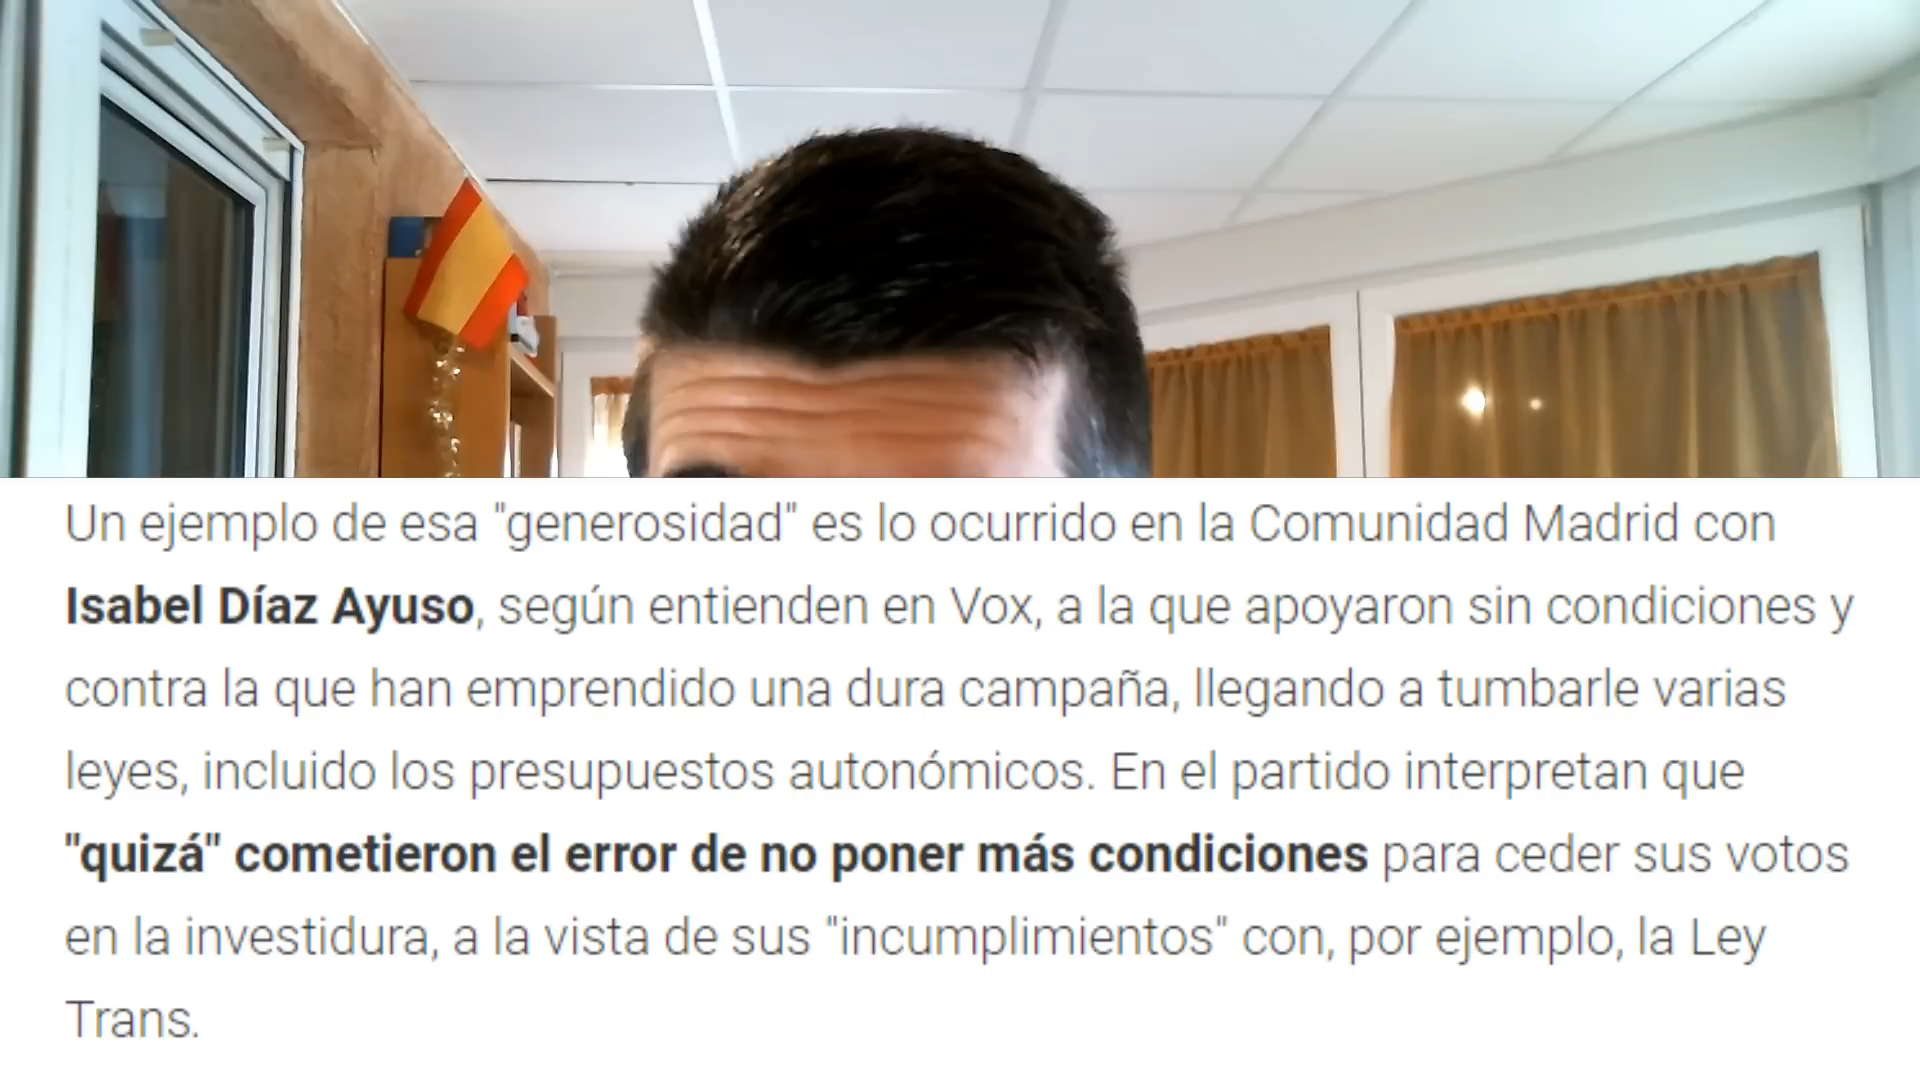 Un ejemplo de esa "generosidad" es lo ocurrido en la Comunidad Madrid con
Isabel Díaz Ayuso, según entienden en Vox, a la que apoyaron sin condiciones y
contra la que han emprendido una dura campaña, llegando a tumbarle varias
leyes, incluido los presupuestos autonómicos. En el partido interpretan que
"quizá" cometieron el error de no poner más condiciones para ceder sus votos
en la investidura, a la vista de sus "incumplimientos" con, por ejemplo, la Ley
Trans.